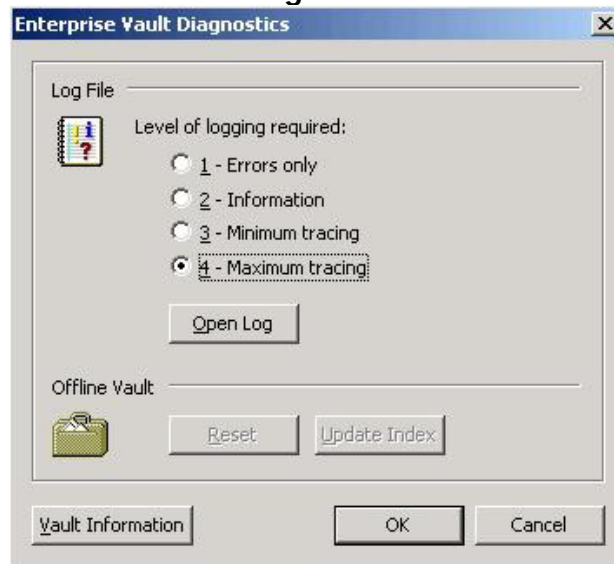 Enterprise Vault Diagnostics
Log File
Level of logging required:
1 - Errors only
2 - Information
3 - Minimum tracing
4 - Maximum tracing
Open Log
Offline Vault
Reset
Update Index
Vault Information
OK
Cancel